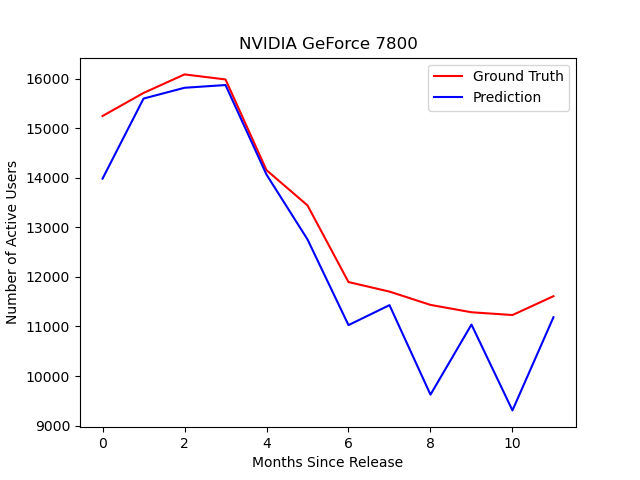 NVIDIA GeForce 7800
Ground Truth
Prediction
Number of Active Users
16000
15000
14000
13000
12000
11000
10000
9000
0 2 4 6 8 10
Months Since Release